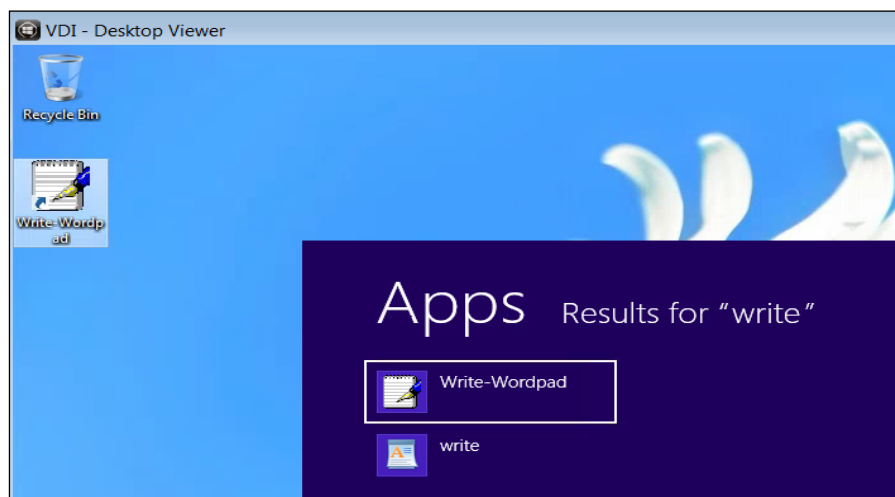 VDI - Desktop Viewer
Recycle Bin
Write-Wordp
ad
Apps Results for “write”
Write-Wordpad
write